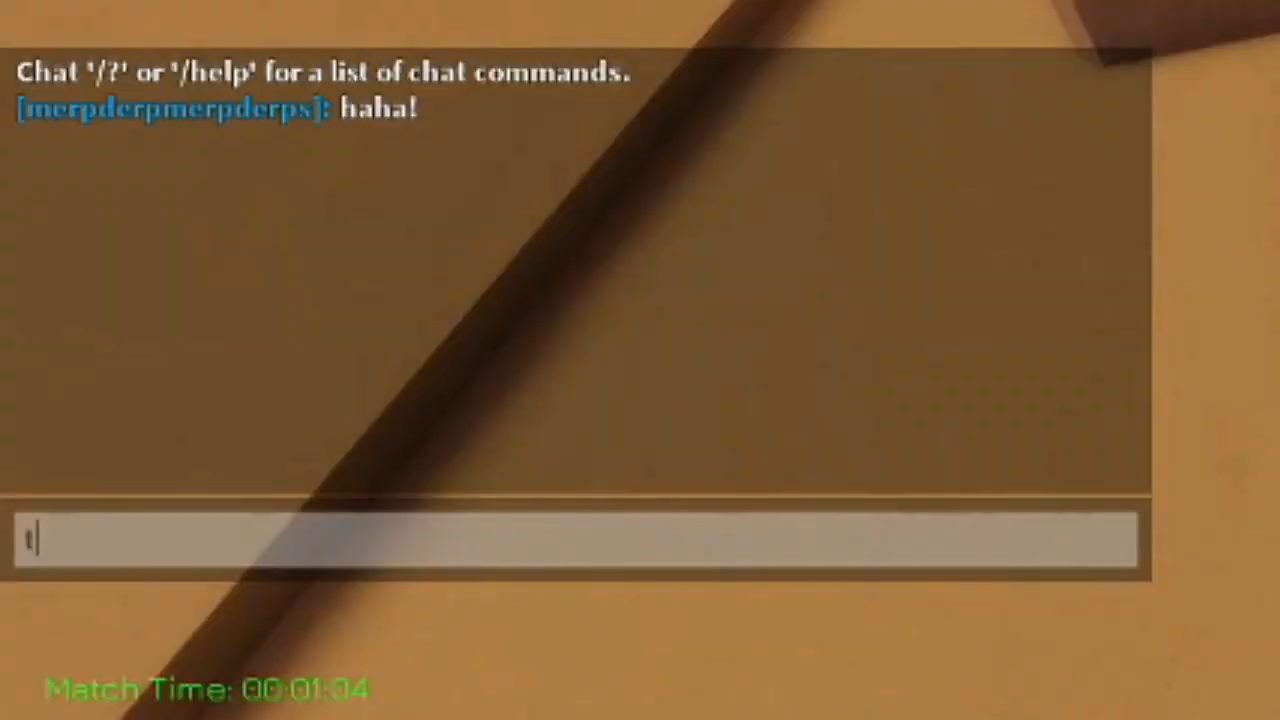 Chat '/?' or '/help' for a list of chat commands.
[merpderpmerpderps]: haha!
t
Match Time: 00:01:04